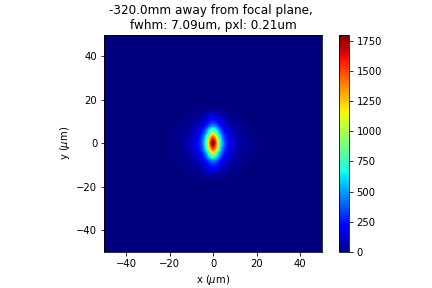 -320.0mm away from focal plane,
fwhm: 7.09um, pxl: 0.21um
40
20
0
−20
−40
y (μm)
−40 −20 0 20 40
x (μm)
1750
1500
1250
1000
750
500
250
0